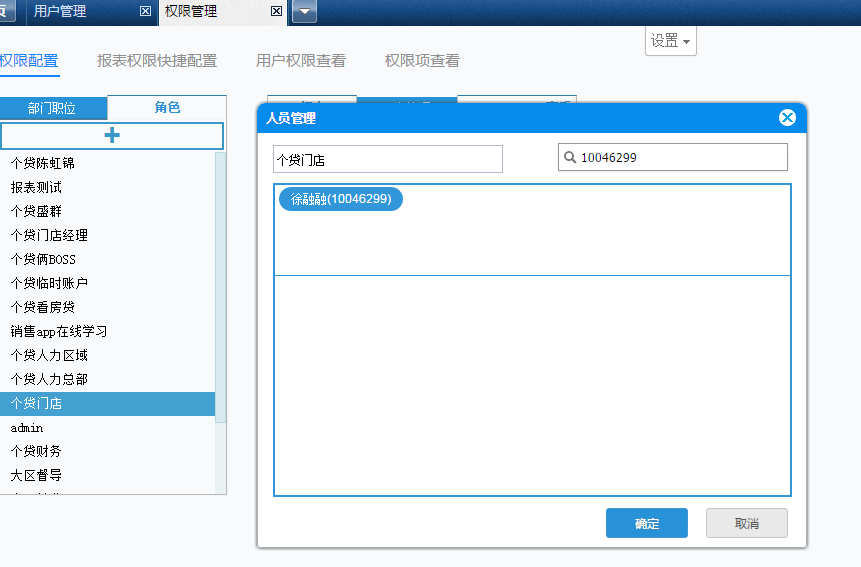 页
用户管理
权限管理
设置
权限配置
报表权限快捷配置
用户权限查看
权限项查看
部门职位
角色
人员管理
个贷门店
10046299
徐融融(10046299)
个贷陈虹锦
报表测试
个贷盛群
个贷门店经理
个贷俩BOSS
个贷临时账户
个贷看房贷
销售app在线学习
个贷人力区域
个贷人力总部
个贷门店
admin
个贷财务
大区督导
确定
取消